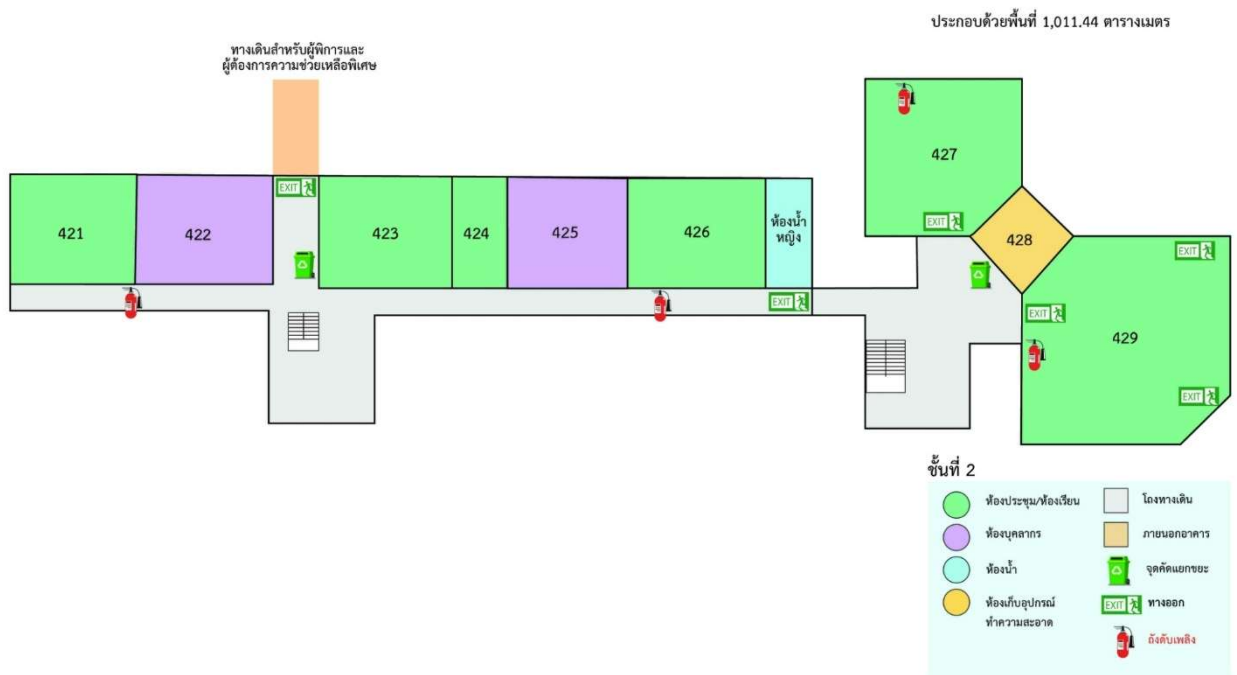 ประกอบด้วยพื้นที่ 1,011.44 ตารางเมตร
ทางเดินสำหรับผู้พิการและ
ผู้ต้องการความช่วยเหลือพิเศษ
427
EXIT
421
422
423
424
425
426
ห้องน้ำ
หญิง
EXIT
428
EXIT
EXIT
EXIT
429
EXIT
ชั้นที่ 2
ห้องประชุม/ห้องเรียน
โถงทางเดิน
ห้องบุคลากร
ภายนอกอาคาร
ห้องน้ำ
จุดคัดแยกขยะ
ห้องเก็บอุปกรณ์
ทำความสะอาด
EXIT ทางออก
ถังดับเพลิง